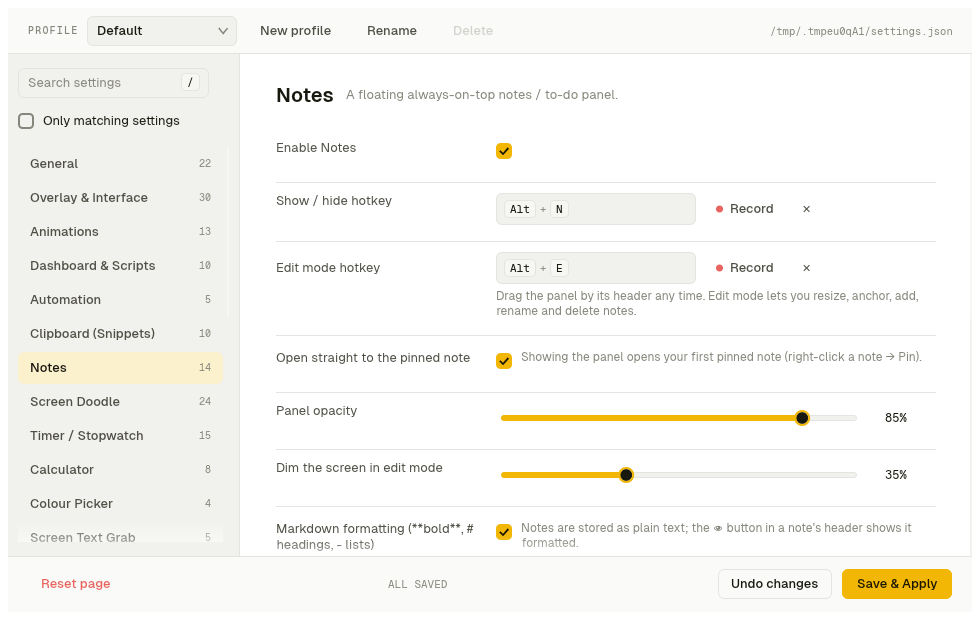 PROFILE Default New profile Rename Delete /tmp/.tmpeu0qA1/settings.json
Search settings /
Only matching settings
General 22
Overlay & Interface 30
Animations 13
Dashboard & Scripts 10
Automation 5
Clipboard (Snippets) 10
Notes 14
Screen Doodle 24
Timer / Stopwatch 15
Calculator 8
Colour Picker 4
Screen Text Grab 5
Notes A floating always-on-top notes / to-do panel.
Enable Notes
Show / hide hotkey Alt + N Record ×
Edit mode hotkey Alt + E Record ×
Drag the panel by its header any time. Edit mode lets you resize, anchor, add,
rename and delete notes.
Open straight to the pinned note Showing the panel opens your first pinned note (right-click a note → Pin).
Panel opacity 85%
Dim the screen in edit mode 35%
Markdown formatting (**bold**, # Notes are stored as plain text; the 👁 button in a note's header shows it
headings, - lists) formatted.
Reset page ALL SAVED Undo changes Save & Apply